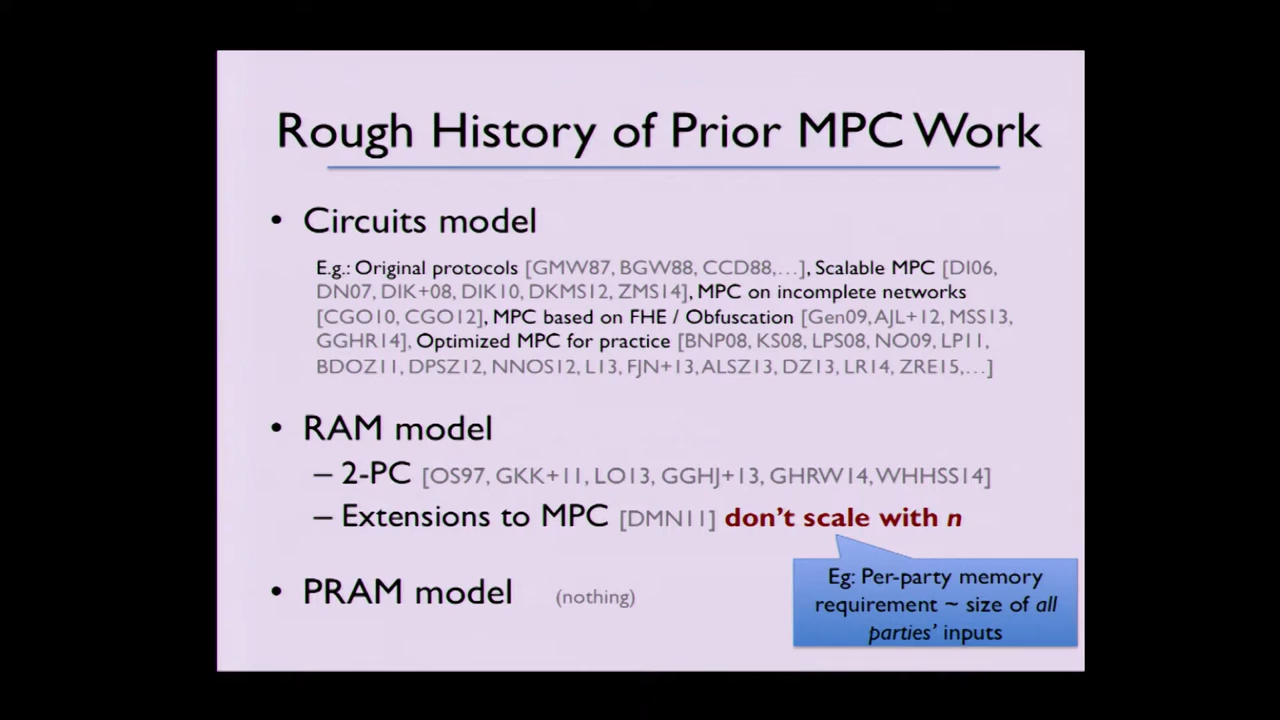 Rough History of Prior MPC Work
• Circuits model
E.g.: Original protocols [GMW87, BGW88, CCD88,…], Scalable MPC [DI06,
DN07, DIK+08, DIK10, DKMS12, ZMS14], MPC on incomplete networks
[CGO10, CGO12], MPC based on FHE / Obfuscation [Gen09, AJL+12, MSS13,
GGHR14], Optimized MPC for practice [BNP08, KS08, LPS08, NO09, LP11,
BDOZ11, DPSZ12, NNOS12, L13, FJN+13, ALSZ13, DZ13, LR14, ZRE15,…]
• RAM model
– 2-PC [OS97, GKK+11, LO13, GGHJ+13, GHRW14, WHHSS14]
– Extensions to MPC [DMN11] don't scale with n
• PRAM model (nothing)
Eg: Per-party memory
requirement ~ size of all
parties' inputs